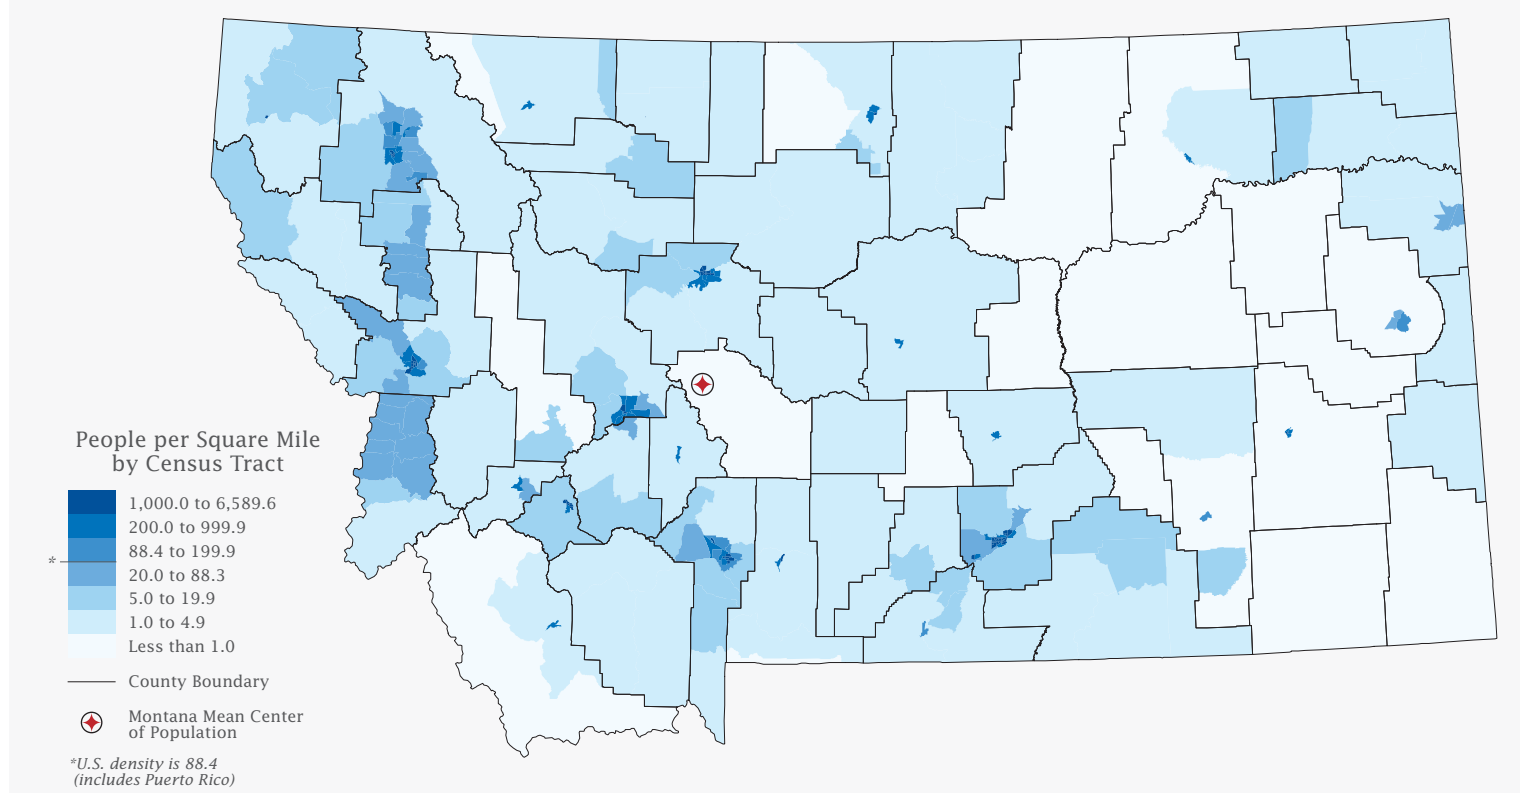 People per Square Mile
by Census Tract
1,000.0 to 6,589.6
200.0 to 999.9
88.4 to 199.9
*
20.0 to 88.3
5.0 to 19.9
1.0 to 4.9
Less than 1.0
County Boundary
Montana Mean Center
of Population
*U.S. density is 88.4
(includes Puerto Rico)